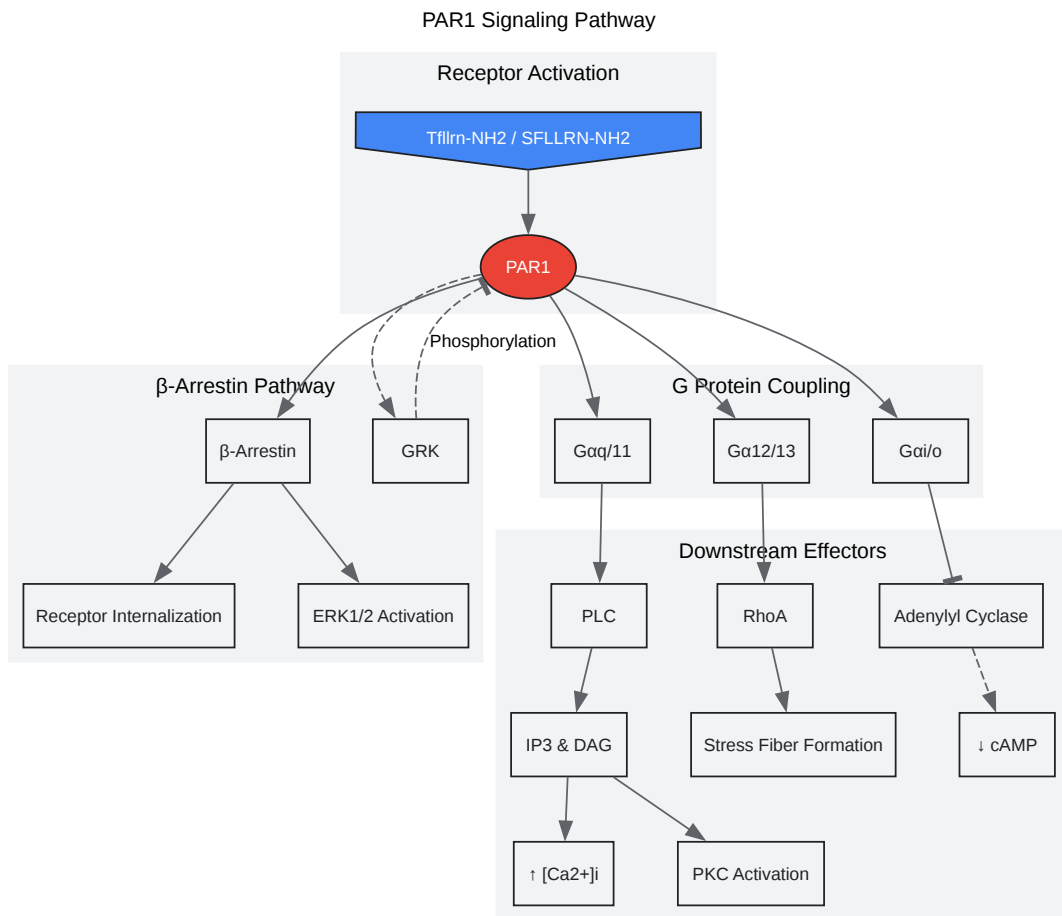 PAR1 Signaling Pathway
Receptor Activation
Tfllrn-NH2 / SFLLRN-NH2
PAR1
Phosphorylation
β-Arrestin Pathway
G Protein Coupling
β-Arrestin
GRK
Gαq/11
Gα12/13
Gαi/o
Downstream Effectors
Receptor Internalization
ERK1/2 Activation
PLC
RhoA
Adenylyl Cyclase
IP3 & DAG
Stress Fiber Formation
↓ cAMP
↑ [Ca2+]i
PKC Activation